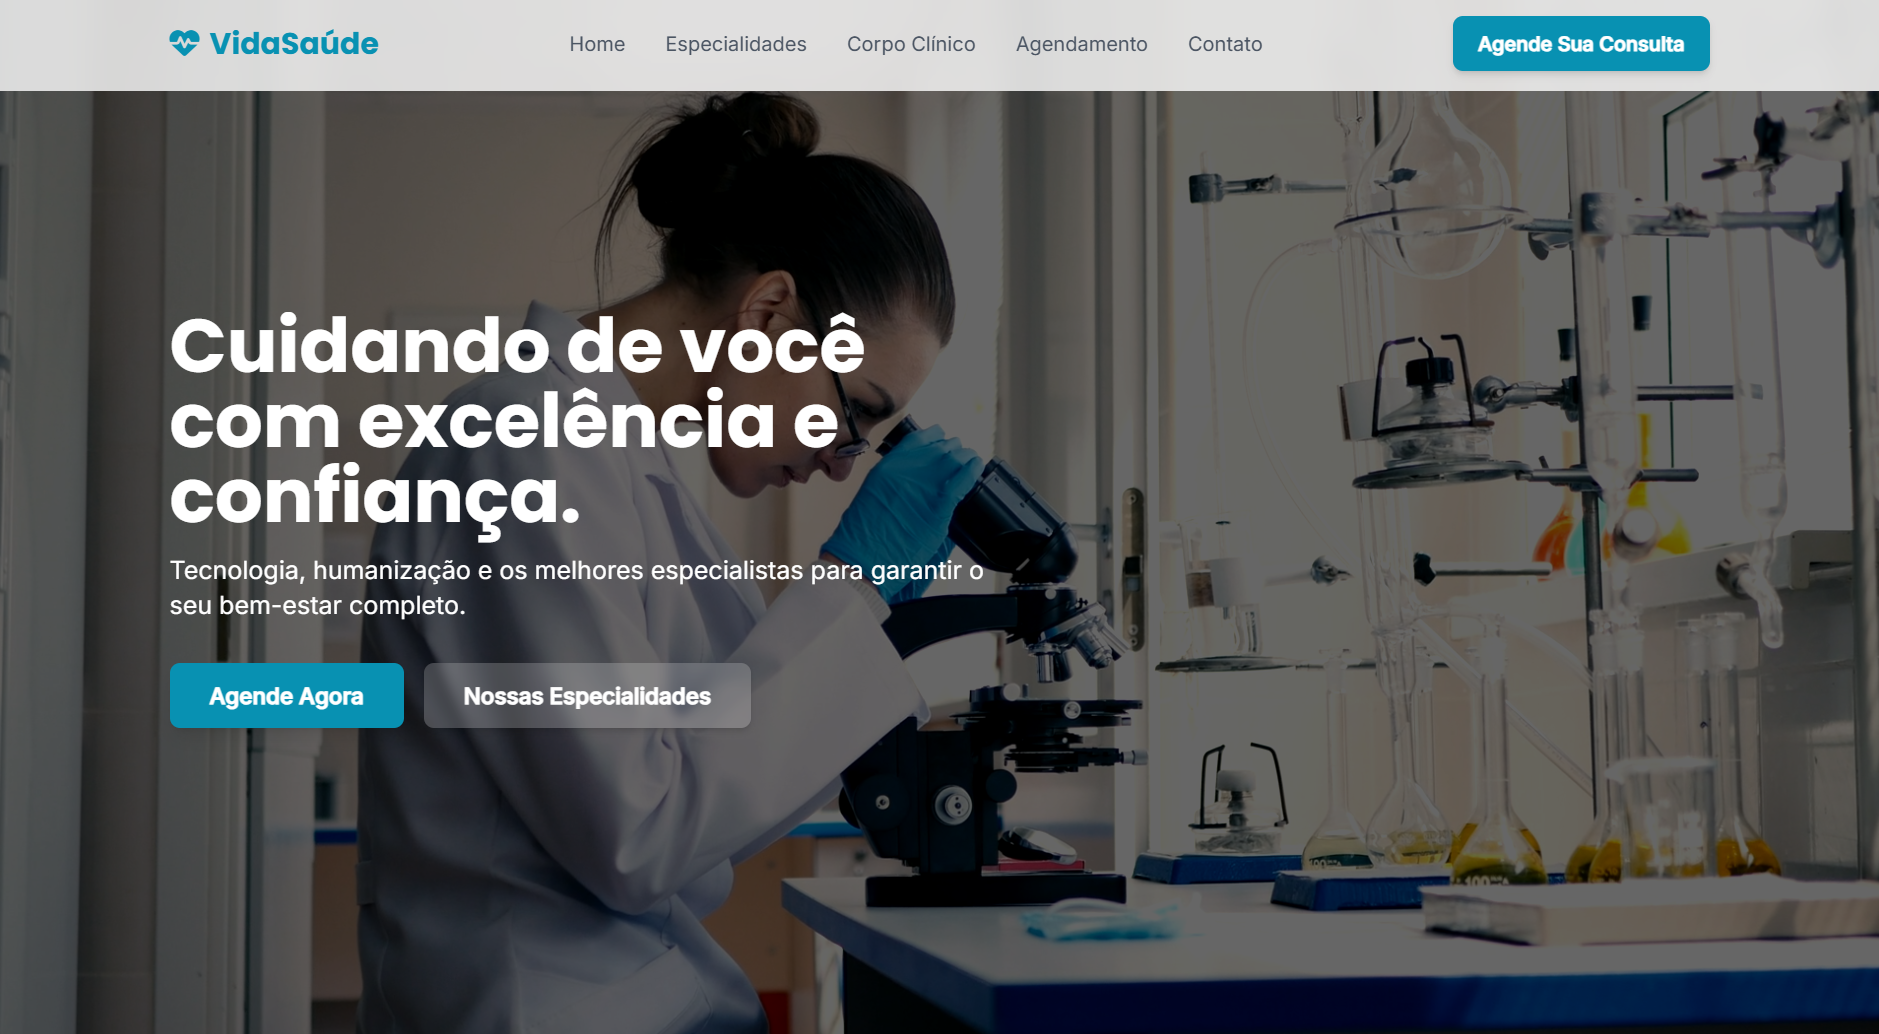 VidaSaúde
Home
Especialidades
Corpo Clínico
Agendamento
Contato
Agende Sua Consulta
Cuidando de você
com excelência e
confiança.
Tecnologia, humanização e os melhores especialistas para garantir o
seu bem-estar completo.
Agende Agora
Nossas Especialidades
100